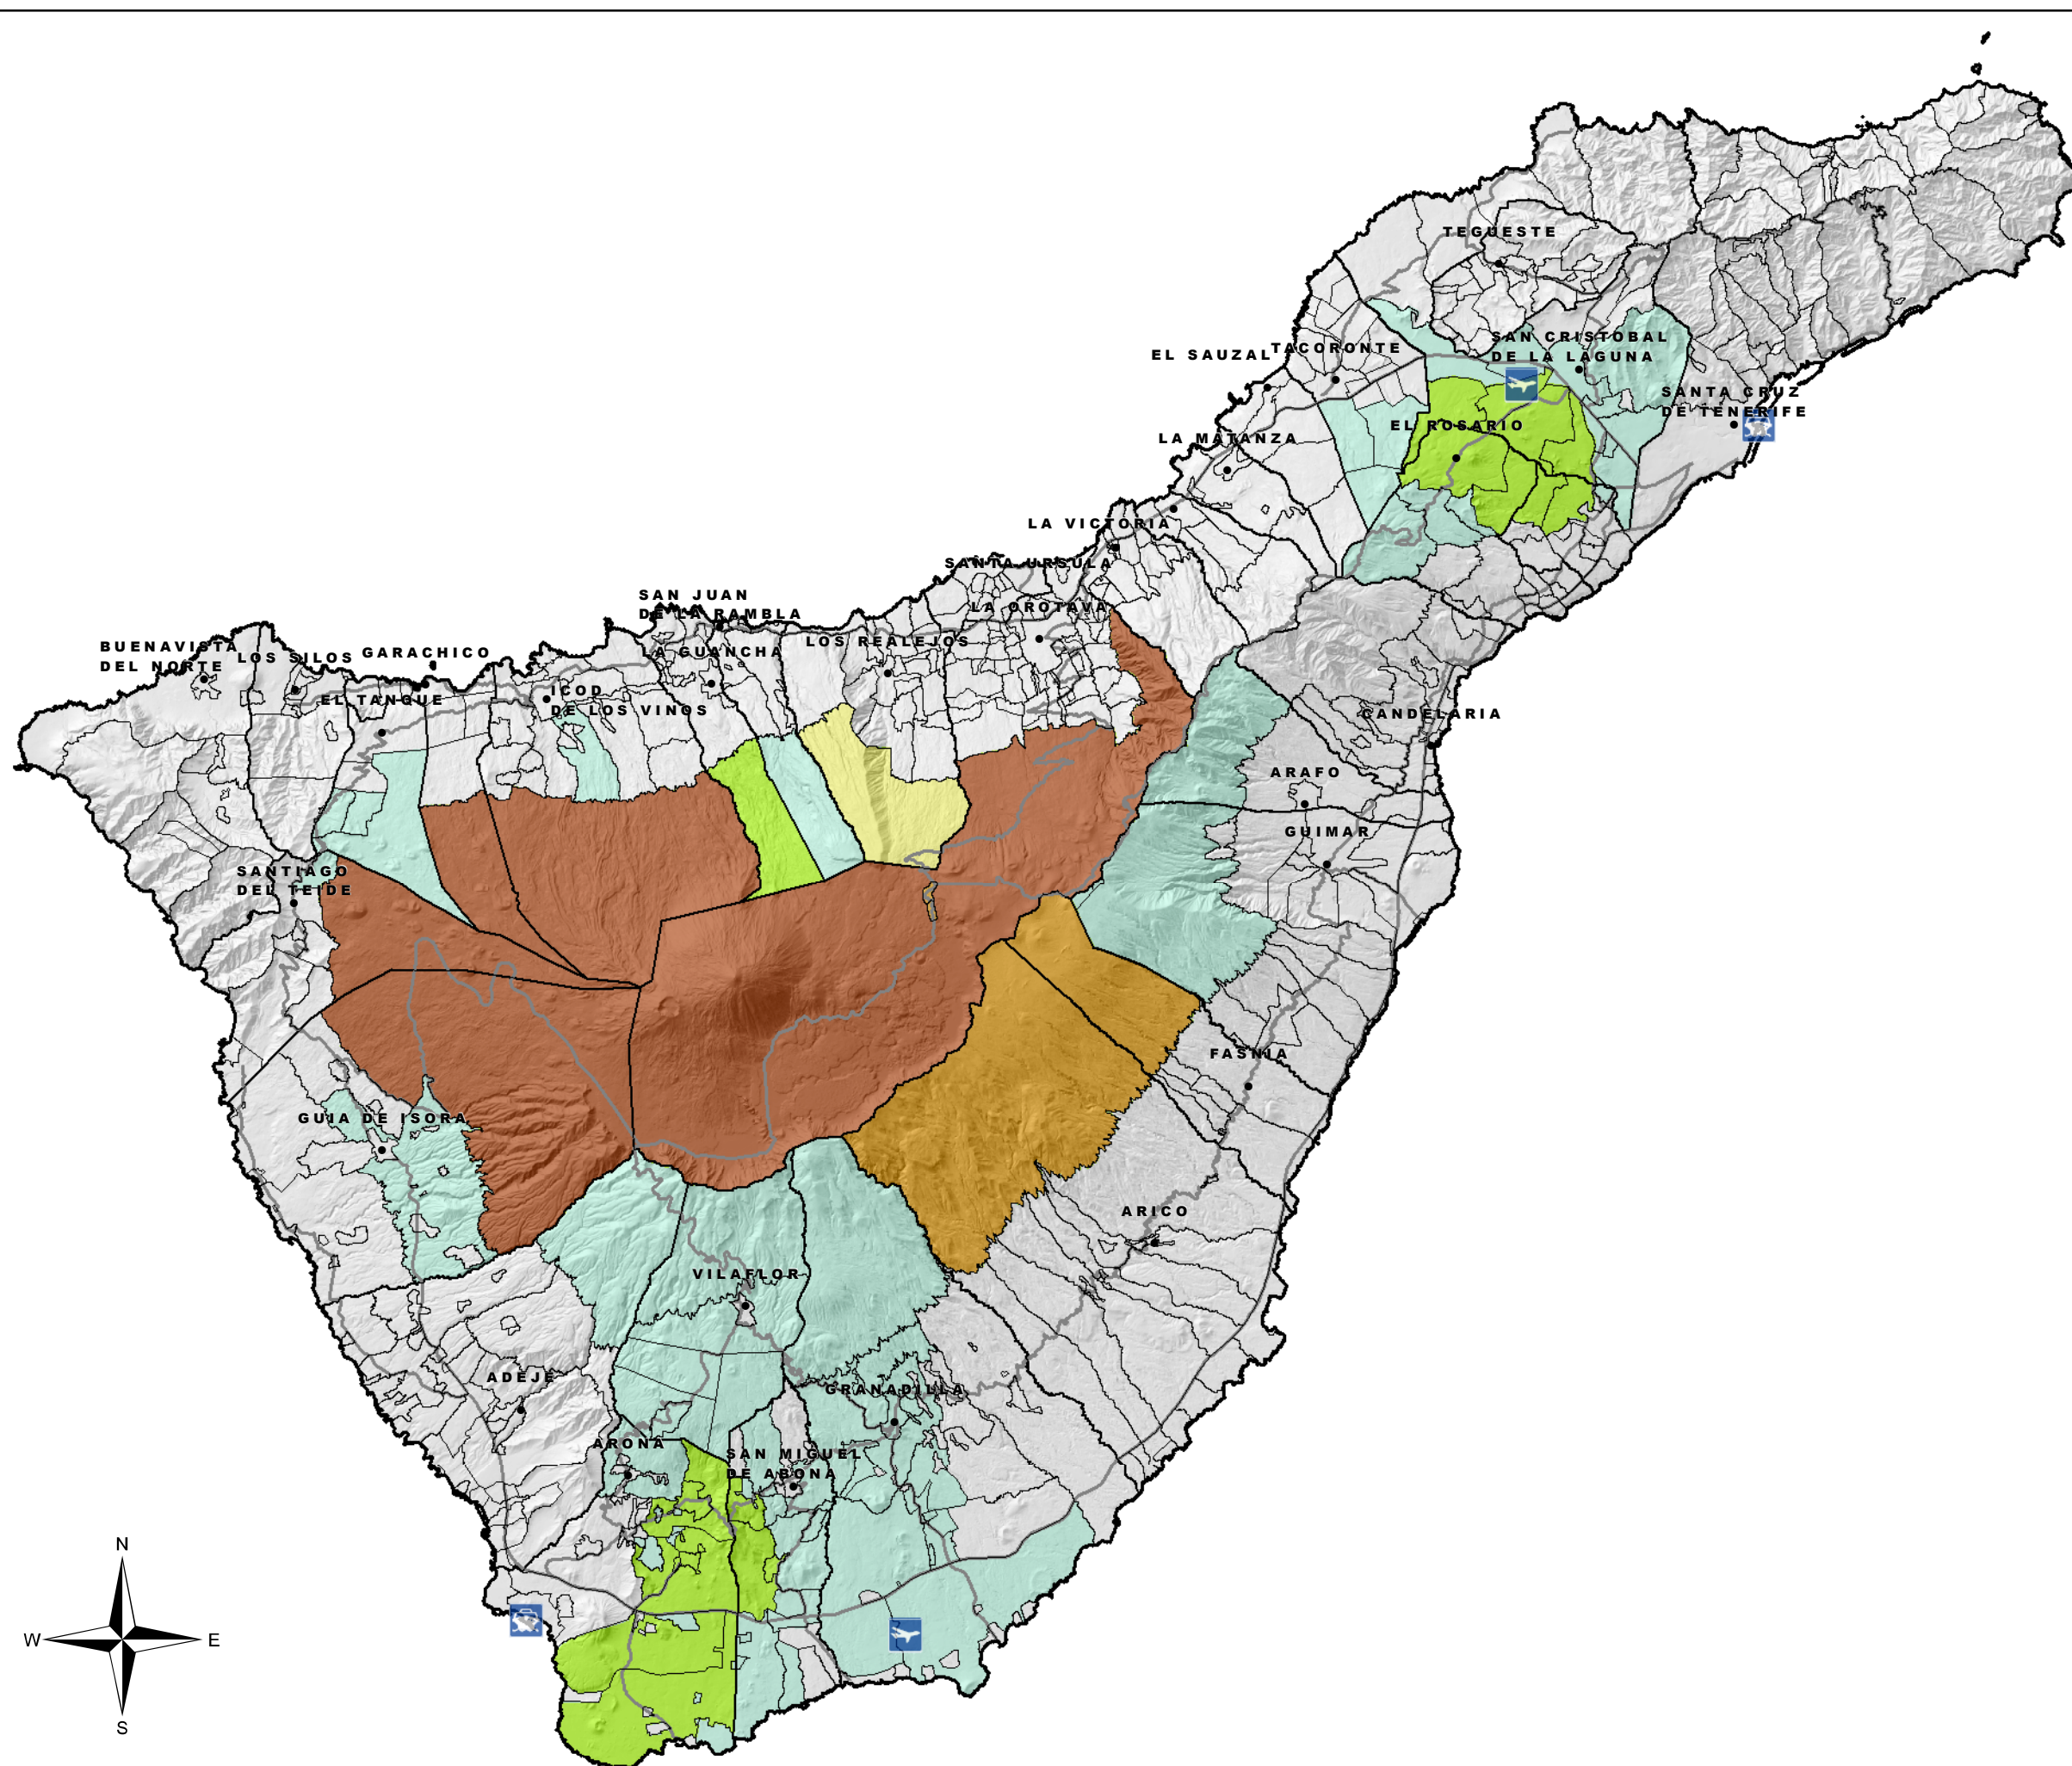 TEGUESTE
SAN CRISTOBAL
DE LA LAGUNA
EL SAUZAL
TACORONTE
SANTA CRUZ
DE TENERIFE
EL ROSARIO
LA MATANZA
LA VICTORIA
SANTA URSULA
SAN JUAN
DE LA RAMBLA
LA OROTAVA
LOS REALEJOS
LA GUANCHA
BUENAVISTA
DEL NORTE
LOS SILOS
GARACHICO
EL TANQUE
ICOD
DE LOS VINOS
CANDELARIA
ARAFO
GUIMAR
SANTIAGO
DEL TEIDE
FASNIA
GUIA DE ISORA
ARICO
VILAFLOR
ADEJE
GRANADILLA
ARONA
SAN MIGUEL
DE ABONA
N
W
E
S